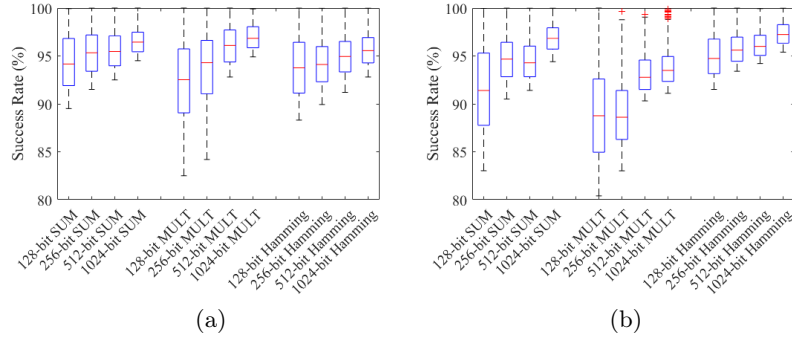 Success Rate (%)
100
95
90
85
80
128-bit SUM
256-bit SUM
512-bit SUM
1024-bit SUM
128-bit MULT
256-bit MULT
512-bit MULT
1024-bit MULT
128-bit Hamming
256-bit Hamming
512-bit Hamming
1024-bit Hamming
(a)
Success Rate (%)
100
95
90
85
80
128-bit SUM
256-bit SUM
512-bit SUM
1024-bit SUM
128-bit MULT
256-bit MULT
512-bit MULT
1024-bit MULT
128-bit Hamming
256-bit Hamming
512-bit Hamming
1024-bit Hamming
(b)